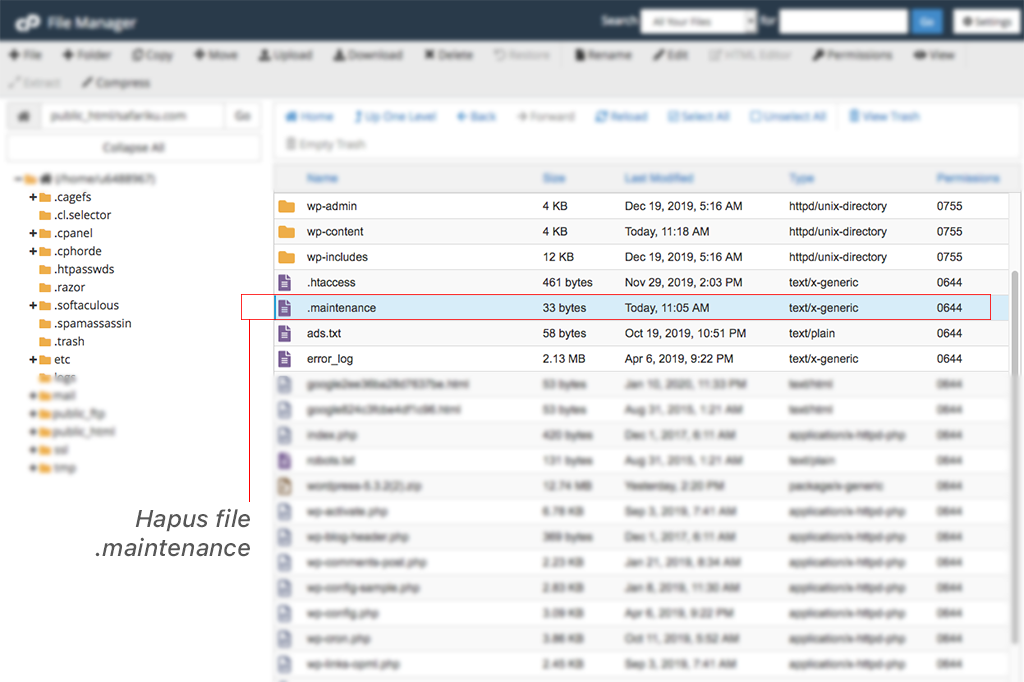 File Manager
Search All Your Files for Go Settings
File Folder Copy Move Upload Download Delete Restore Rename Edit HTML Editor Permissions View
Extract Compress
public_html/safariku.com Go
Collapse All
Home Up One Level Back Forward Reload Select All Unselect All View Trash
Empty Trash
.cagefs
.cl.selector
.cpanel
.cphorde
.htpasswds
.razor
.softaculous
.spamassassin
.trash
etc
logs
mail
public_ftp
public_html
ssl
tmp
Name Size Last Modified Type Permissions
wp-admin 4 KB Dec 19, 2019, 5:16 AM httpd/unix-directory 0755
wp-content 4 KB Today, 11:18 AM httpd/unix-directory 0755
wp-includes 12 KB Dec 19, 2019, 5:16 AM httpd/unix-directory 0755
.htaccess 461 bytes Nov 29, 2019, 2:03 PM text/x-generic 0644
.maintenance 33 bytes Today, 11:05 AM text/x-generic 0644
ads.txt 58 bytes Oct 19, 2019, 10:51 PM text/plain 0644
error_log 2.13 MB Apr 6, 2019, 9:22 PM text/x-generic 0644
53 bytes Jan 10, 2020, 11:33 PM text/html 0644
53 bytes Aug 31, 2015, 1:21 AM text/html 0644
index.php 420 bytes Dec 1, 2017, 6:11 AM application/x-httpd-php 0644
robots.txt 131 bytes Aug 31, 2015, 1:21 AM text/plain 0644
wordpress-5.3.2(2).zip 12.74 MB Yesterday, 2:20 PM package/x-generic 0644
wp-activate.php 6.78 KB Sep 3, 2019, 7:41 AM application/x-httpd-php 0644
wp-blog-header.php 369 bytes Dec 1, 2017, 6:11 AM application/x-httpd-php 0644
wp-comments-post.php 2.23 KB Jan 21, 2019, 8:34 AM application/x-httpd-php 0644
wp-config-sample.php 2.83 KB Jan 8, 2019, 11:30 AM application/x-httpd-php 0644
wp-config.php 3.09 KB Apr 6, 2019, 9:22 PM application/x-httpd-php 0644
wp-cron.php 3.86 KB Oct 11, 2019, 5:52 AM application/x-httpd-php 0644
wp-links-opml.php 2.45 KB Sep 3, 2019, 7:41 AM application/x-httpd-php 0644
Hapus file
.maintenance